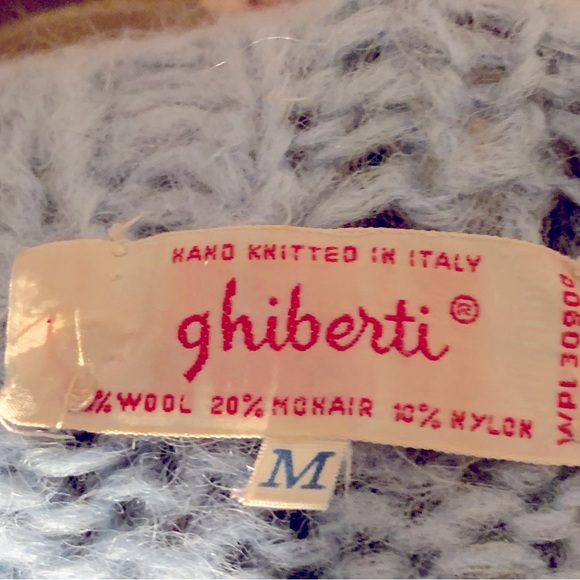 HAND KNITTED IN ITALY
ghiberti®
% WOOL 20% MOHAIR 10% NYLON
M
WPL 30906